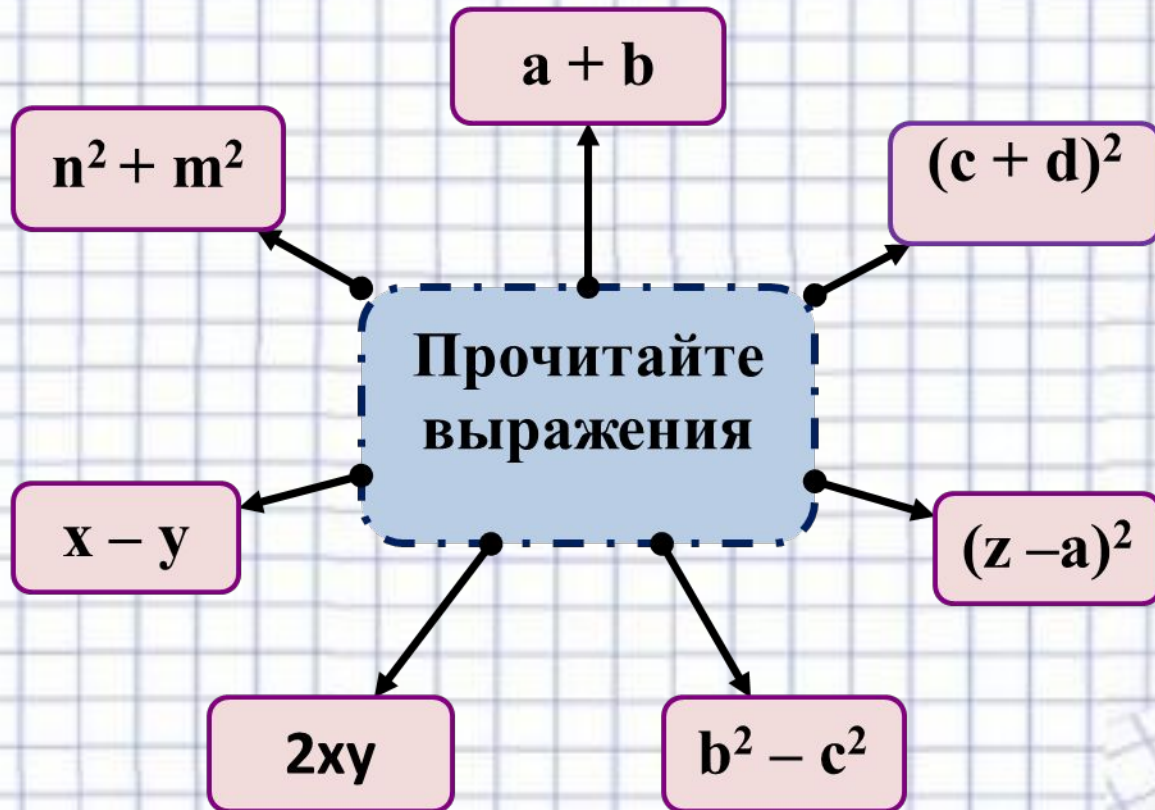 a + b
n² + m²
(c + d)²
Прочитайте
выражения
x – y
(z –a)²
2xy
b² – c²